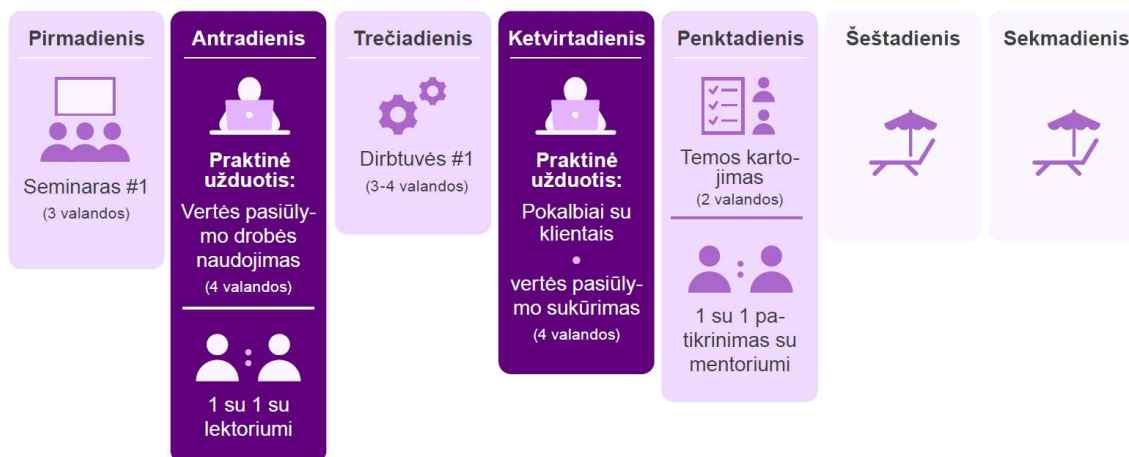 Pirmadienis
Seminaras #1
(3 valandos)
Antradienis
Praktinė
užduotis:
Vertės pasiūly-
mo drobės
naudojimas
(4 valandos)
1 su 1 su
lektoriumi
Trečiadienis
Dirbtuvės #1
(3-4 valandos)
Ketvirtadienis
Praktinė
užduotis:
Pokalbiai su
klientais
vertės pasiūly-
mo sukūrimas
(4 valandos)
Penktadienis
Temos karto-
jimas
(2 valandos)
1 su 1 pa-
tikrinimas su
mentoriumi
Šeštadienis
Sekmadienis